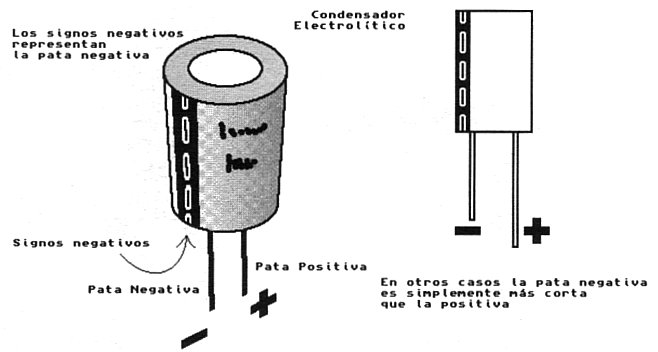 Los signos negativos
representan
la pata negativa
Condensador
Electrolítico
Signos negativos
Pata Positiva
Pata Negativa
+
−
− +
En otros casos la pata negativa
es simplemente más corta
que la positiva